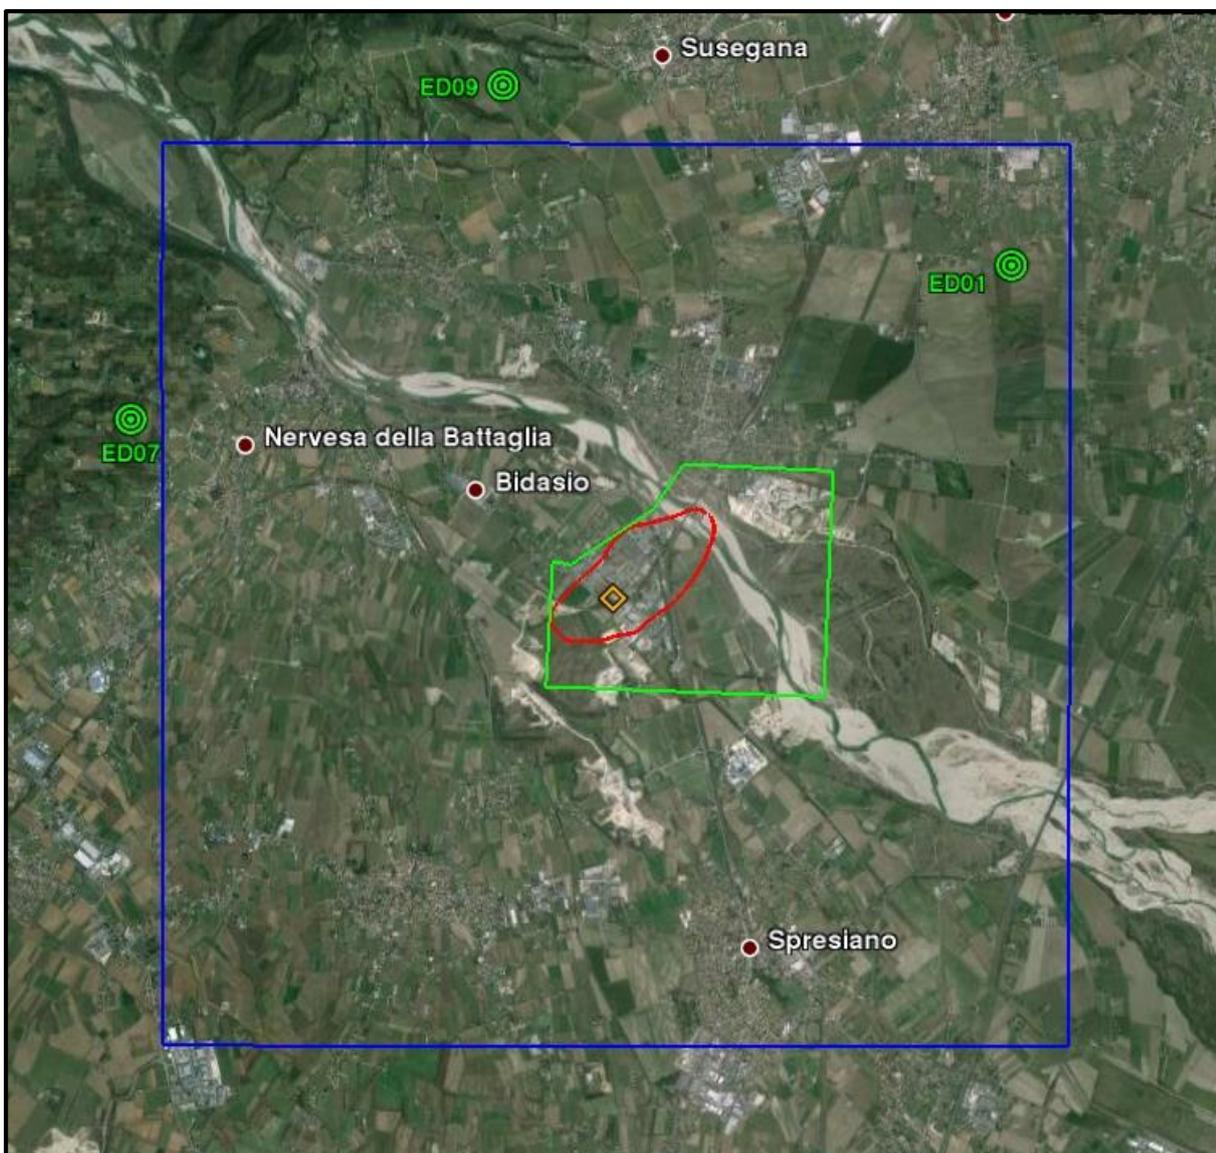 Susegana
ED09
ED01
Nervesa della Battaglia
ED07
Bidasio
Spresiano